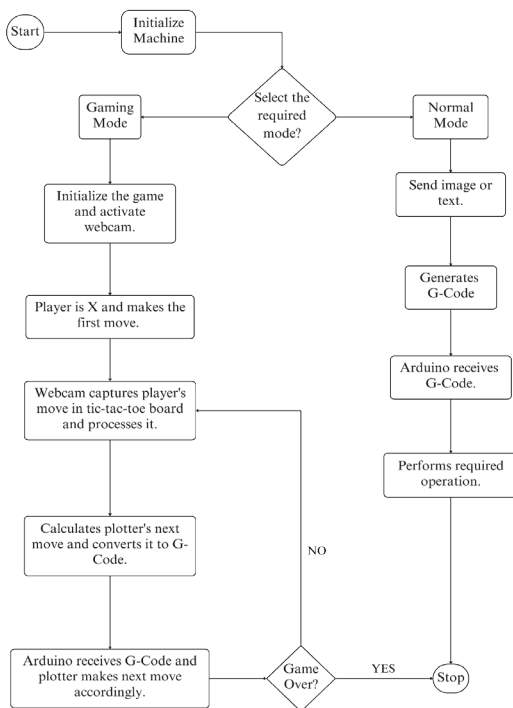 Start
Initialize
Machine
Select the
required
mode?
Gaming
Mode
Normal
Mode
Initialize the game
and activate
webcam.
Send image or
text.
Generates
G-Code
Player is X and makes the
first move.
Arduino receives
G-Code.
Webcam captures player's
move in tic-tac-toe board
and processes it.
Performs required
operation.
Calculates plotter's next
move and converts it to G-
Code.
NO
Arduino receives G-Code and
plotter makes next move
accordingly.
Game
Over?
YES
Stop